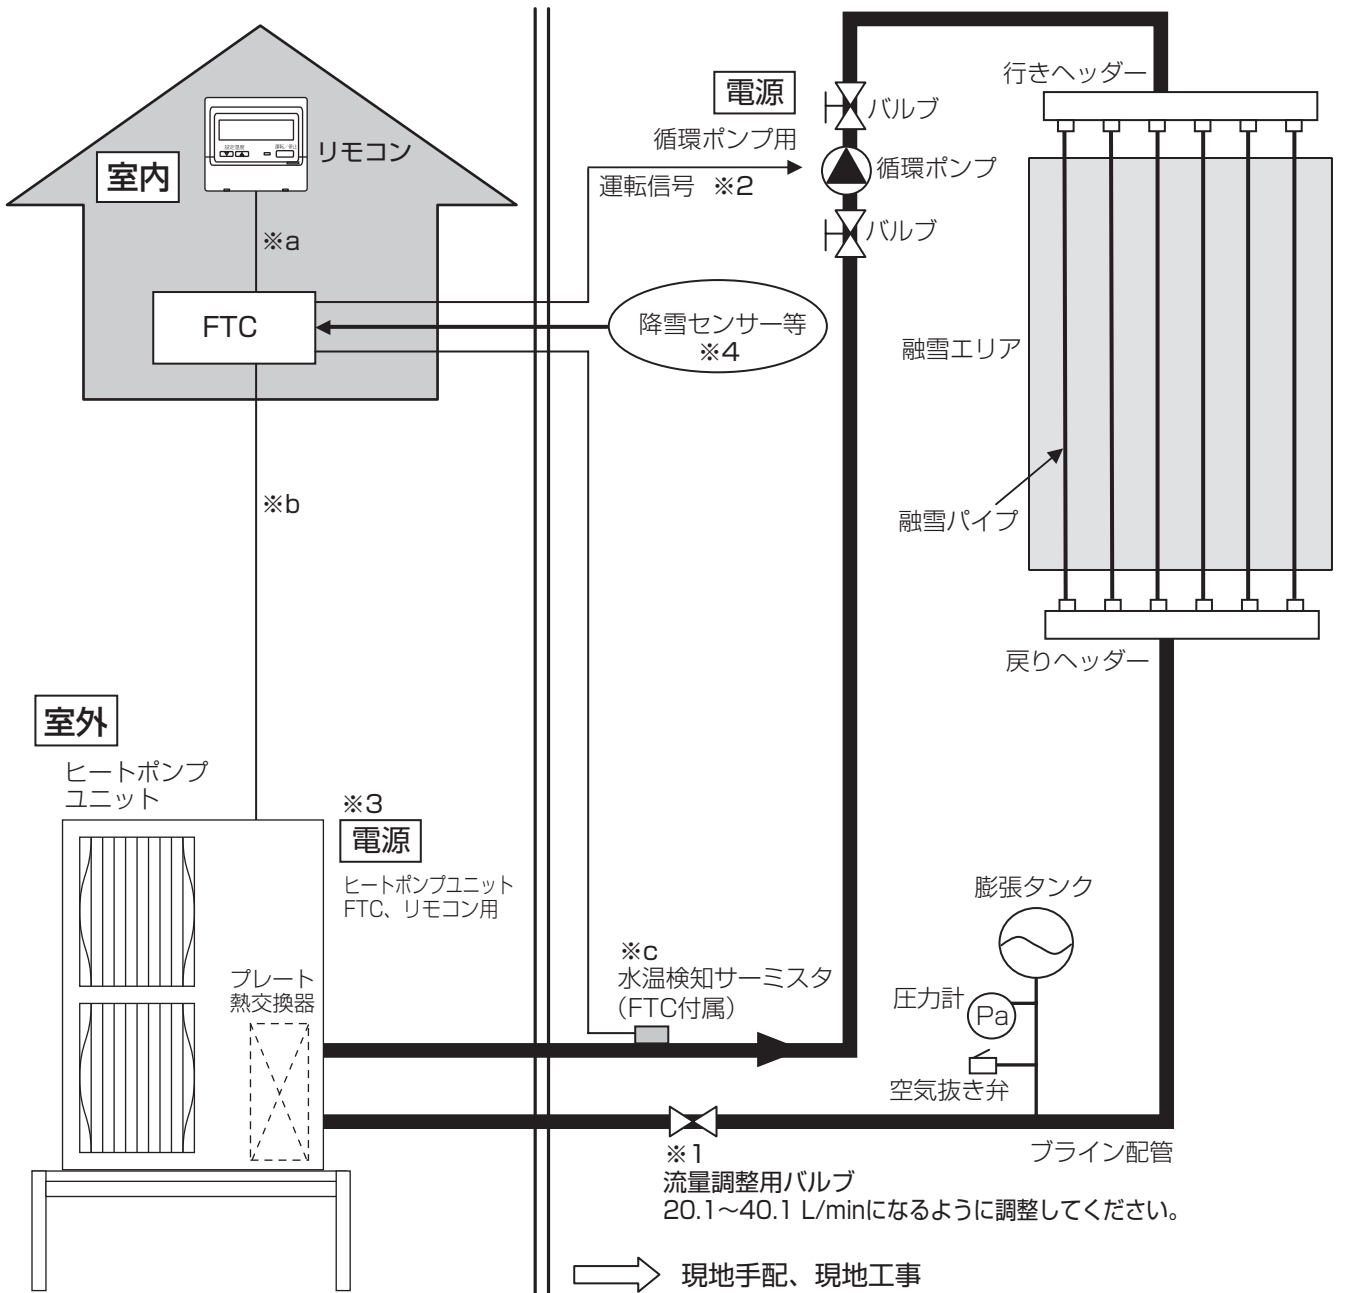 電源
行きヘッダー
バルブ
循環ポンプ用
循環ポンプ
リモコン
室内
運転信号 ※2
バルブ
※a
FTC
降雪センサー等
※4
融雪エリア
※b
融雪パイプ
戻りヘッダー
室外
ヒートポンプ
ユニット
※3
電源
ヒートポンプユニット
FTC、リモコン用
膨張タンク
※c
水温検知サーミスタ
(FTC付属)
プレート
熱交換器
圧力計
Pa
空気抜き弁
ブライン配管
※1
流量調整用バルブ
20.1〜40.1 L/minになるように調整してください。
現地手配、現地工事